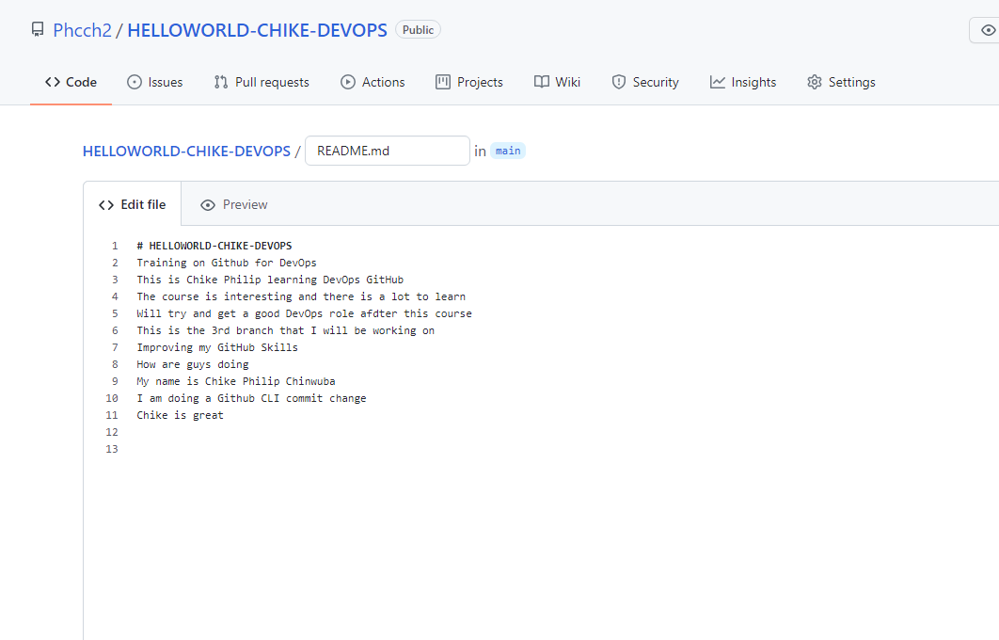 Phcch2 / HELLOWORLD-CHIKE-DEVOPS Public
Code Issues Pull requests Actions Projects Wiki Security Insights Settings
HELLOWORLD-CHIKE-DEVOPS / README.md in main
Edit file Preview
1 # HELLOWORLD-CHIKE-DEVOPS
2 Training on Github for DevOps
3 This is Chike Philip learning DevOps GitHub
4 The course is interesting and there is a lot to learn
5 Will try and get a good DevOps role afdter this course
6 This is the 3rd branch that I will be working on
7 Improving my GitHub Skills
8 How are guys doing
9 My name is Chike Philip Chinwuba
10 I am doing a Github CLI commit change
11 Chike is great
12
13